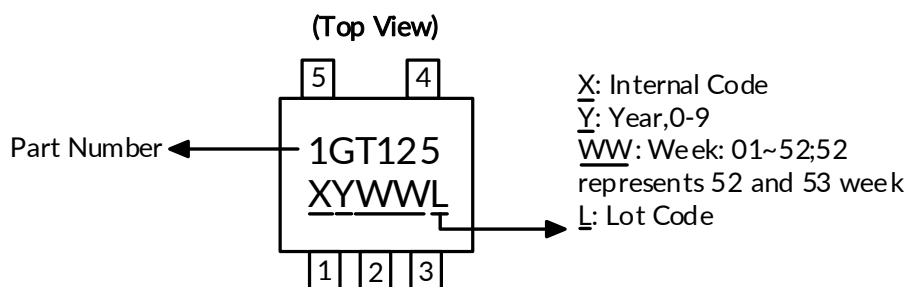 (Top View)
5
4
Part Number
1GT125
XYWWL
X: Internal Code
Y: Year,0-9
WW: Week: 01~52;52
represents 52 and 53 week
L: Lot Code
1
2
3